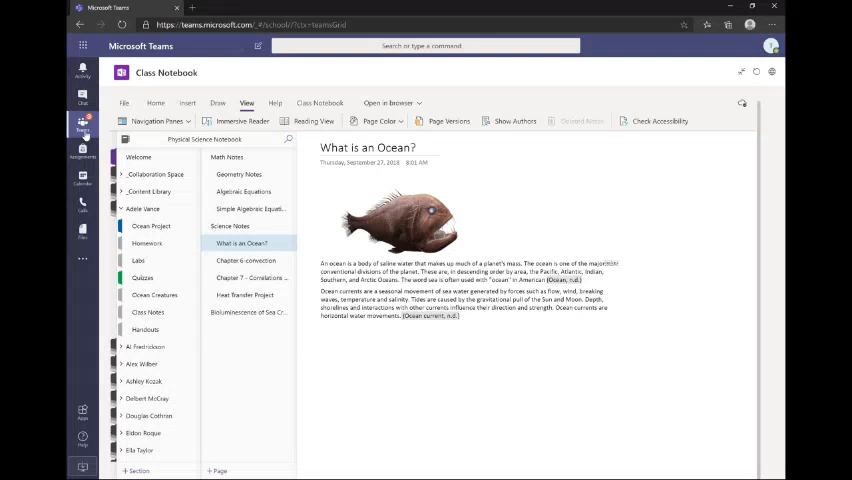 Microsoft Teams
https://teams.microsoft.com/_#/school//?ctx=teamsGrid
Microsoft Teams
Search or type a command
Activity
Chat
Teams
Assignments
Calendar
Calls
Files
Apps
Help
Class Notebook
File Home Insert Draw View Help Class Notebook Open in browser
Navigation Panes Immersive Reader Reading View Page Color Page Versions Show Authors Deleted Notes Check Accessibility
Physical Science Notebook
Welcome
_Collaboration Space
_Content Library
Adele Vance
Ocean Project
Homework
Labs
Quizzes
Ocean Creatures
Class Notes
Handouts
Al Fredrickson
Alex Wilber
Ashley Kozak
Delbert McCray
Douglas Cothran
Eldon Roque
Ella Taylor
+ Section
Math Notes
Geometry Notes
Algebraic Equations
Simple Algebraic Equati...
Science Notes
What is an Ocean?
Chapter 6-convection
Chapter 7 - Correlations ...
Heat Transfer Project
Bioluminescence of Sea Cr...
+ Page
What is an Ocean?
Thursday, September 27, 2018 8:01 AM
An ocean is a body of saline water that makes up much of a planet's mass. The ocean is one of the major
conventional divisions of the planet. These are, in descending order by area, the Pacific, Atlantic, Indian,
Southern, and Arctic Oceans. The word sea is often used with "ocean" in American (Ocean, n.d.)
Ocean currents are a seasonal movement of sea water generated by forces such as flow, wind, breaking
waves, temperature and salinity. Tides are caused by the gravitational pull of the Sun and Moon. Depth,
shorelines and interactions with other currents influence their direction and strength. Ocean currents are
horizontal water movements. (Ocean current, n.d.)